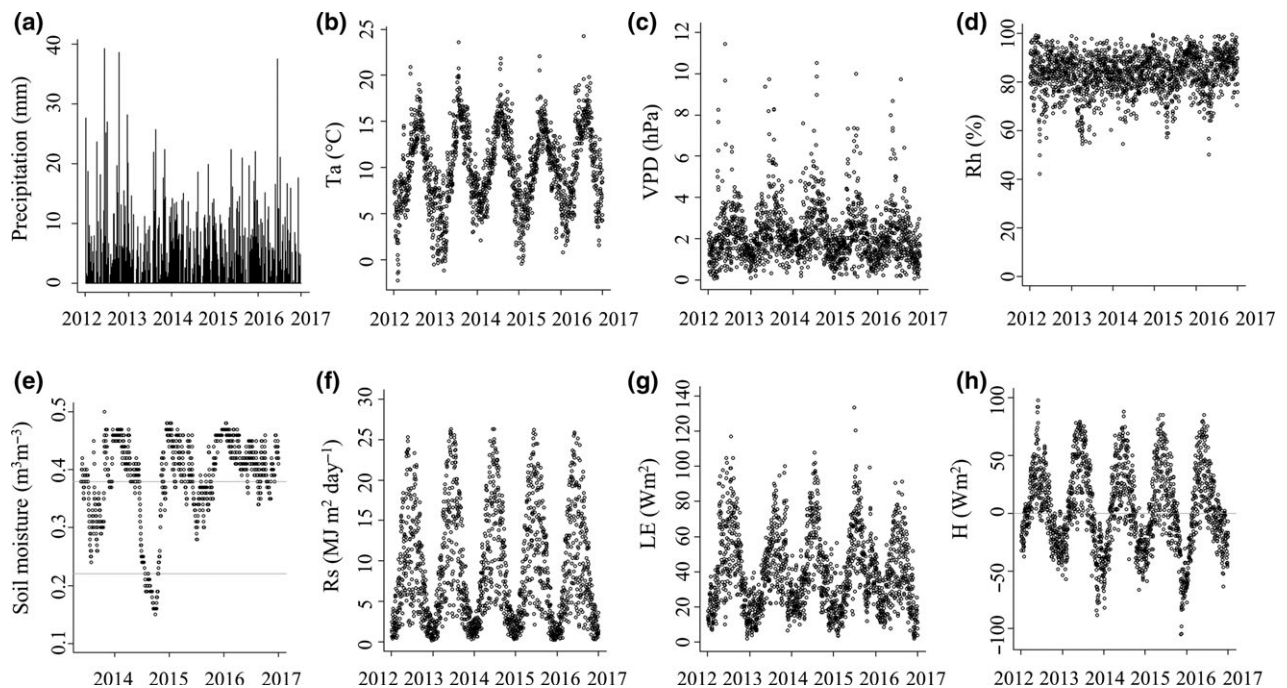 (a)
Precipitation (mm)
40
30
20
10
0
2012 2013 2014 2015 2016 2017
(b)
Ta (°C)
25
20
15
10
5
0
2012 2013 2014 2015 2016 2017
(c)
VPD (hPa)
12
10
8
6
4
2
0
2012 2013 2014 2015 2016 2017
(d)
Rh (%)
100
80
60
40
20
0
2012 2013 2014 2015 2016 2017
(e)
Soil moisture (m³m⁻³)
0.5
0.4
0.3
0.2
0.1
2014 2015 2016 2017
(f)
Rs (MJ m² day⁻¹)
30
25
20
15
10
5
0
2012 2013 2014 2015 2016 2017
(g)
LE (Wm²)
140
120
100
80
60
40
20
0
2012 2013 2014 2015 2016 2017
(h)
H (Wm²)
100
50
0
−50
−100
2012 2013 2014 2015 2016 2017